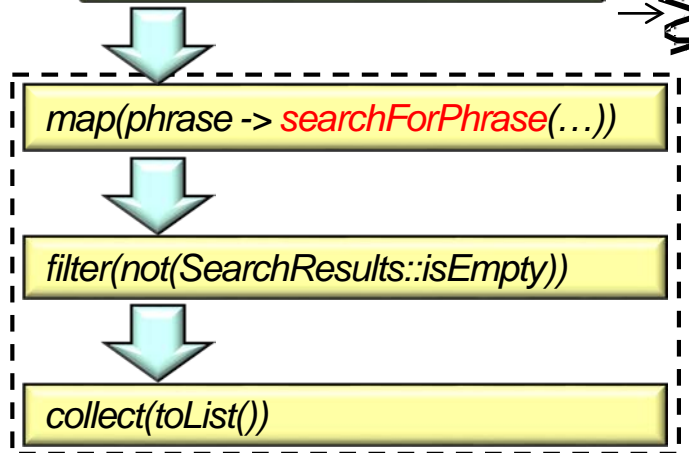 map(phrase -> searchForPhrase(…))
filter(not(SearchResults::isEmpty))
collect(toList())